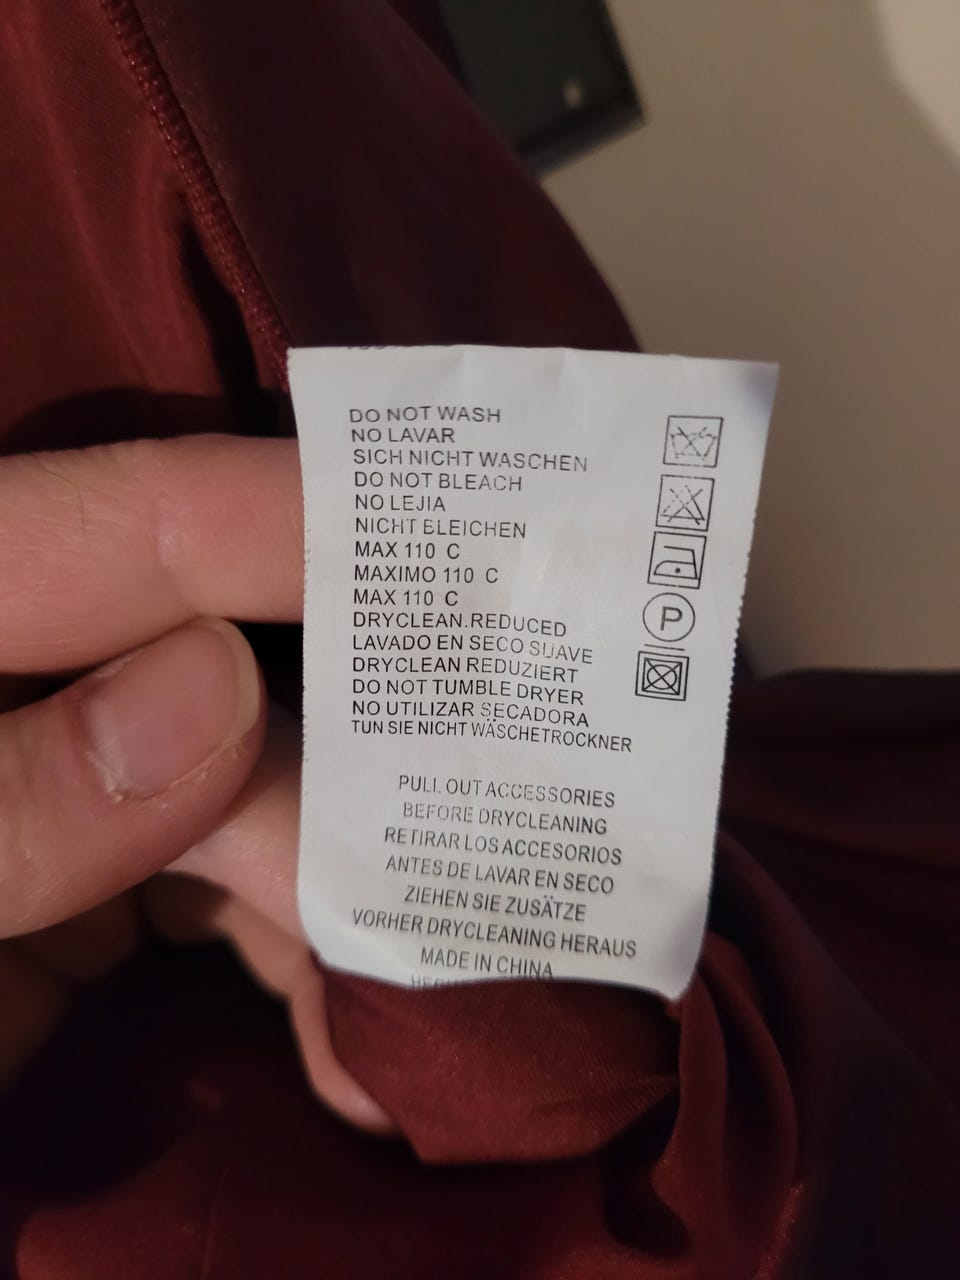 DO NOT WASH
NO LAVAR
SICH NICHT WASCHEN
DO NOT BLEACH
NO LEJIA
NICHT BLEICHEN
MAX 110 C
MAXIMO 110 C
MAX 110 C
DRYCLEAN.REDUCED
LAVADO EN SECO SUAVE
DRYCLEAN REDUZIERT
DO NOT TUMBLE DRYER
NO UTILIZAR SECADORA
TUN SIE NICHT WÄSCHETROCKNER
P
PULL OUT ACCESSORIES
BEFORE DRYCLEANING
RETIRAR LOS ACCESORIOS
ANTES DE LAVAR EN SECO
ZIEHEN SIE ZUSÄTZE
VORHER DRYCLEANING HERAUS
MADE IN CHINA